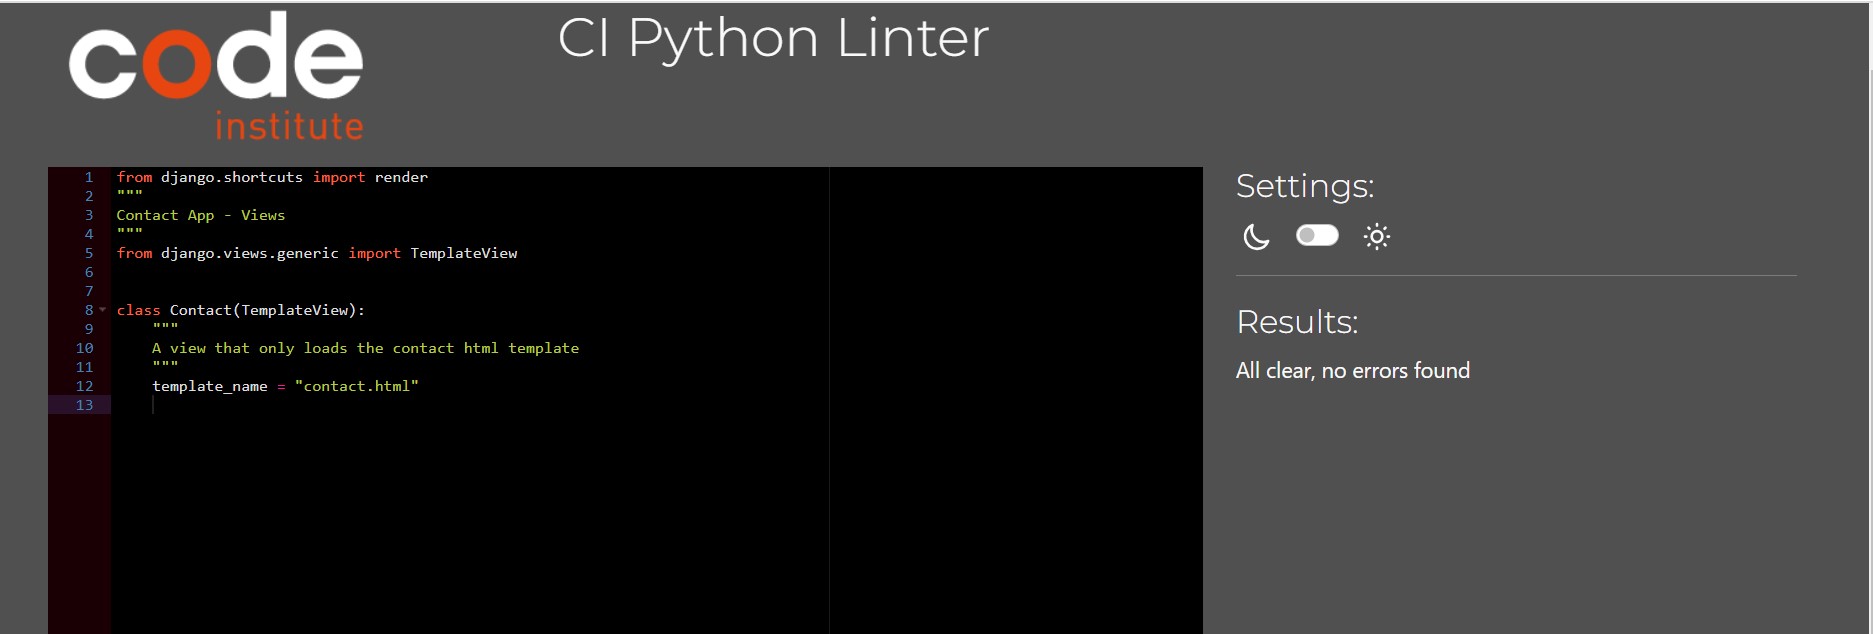 code
institute
CI Python Linter
1 from django.shortcuts import render
2 """
3 Contact App - Views
4 """
5 from django.views.generic import TemplateView
6
7
8 class Contact(TemplateView):
9     """
10     A view that only loads the contact html template
11     """
12     template_name = "contact.html"
13
Settings:
Results:
All clear, no errors found